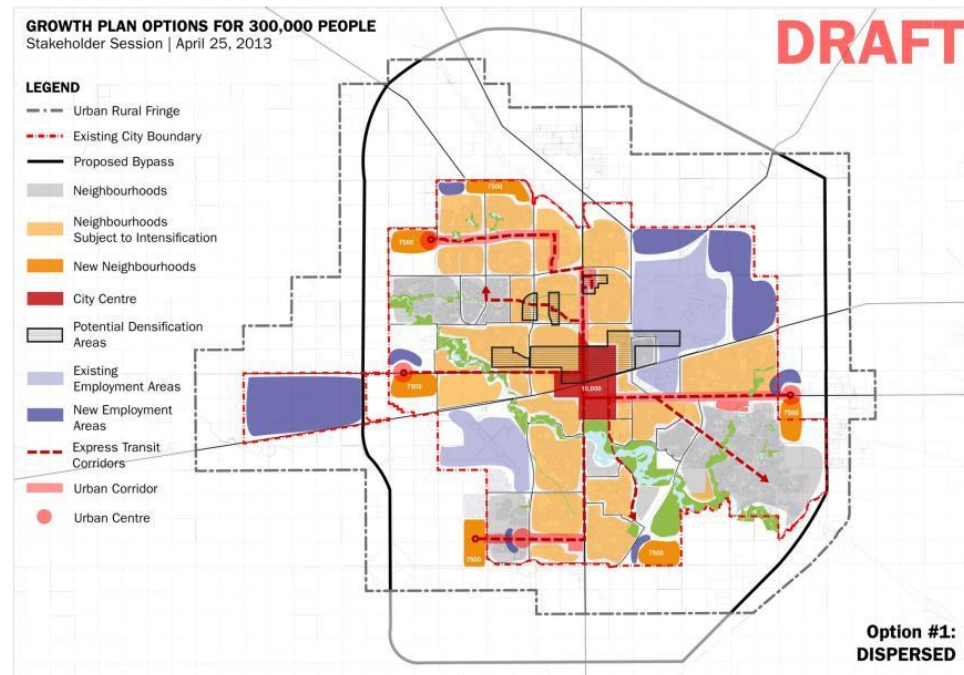 GROWTH PLAN OPTIONS FOR 300,000 PEOPLE
Stakeholder Session | April 25, 2013
DRAFT
LEGEND
Urban Rural Fringe
Existing City Boundary
Proposed Bypass
Neighbourhoods
Neighbourhoods
Subject to Intensification
New Neighbourhoods
City Centre
Potential Densification
Areas
Existing
Employment Areas
New Employment
Areas
Express Transit
Corridors
Urban Corridor
Urban Centre
7500
7500
7500
10,000
7500
7500
7500
Option #1:
DISPERSED